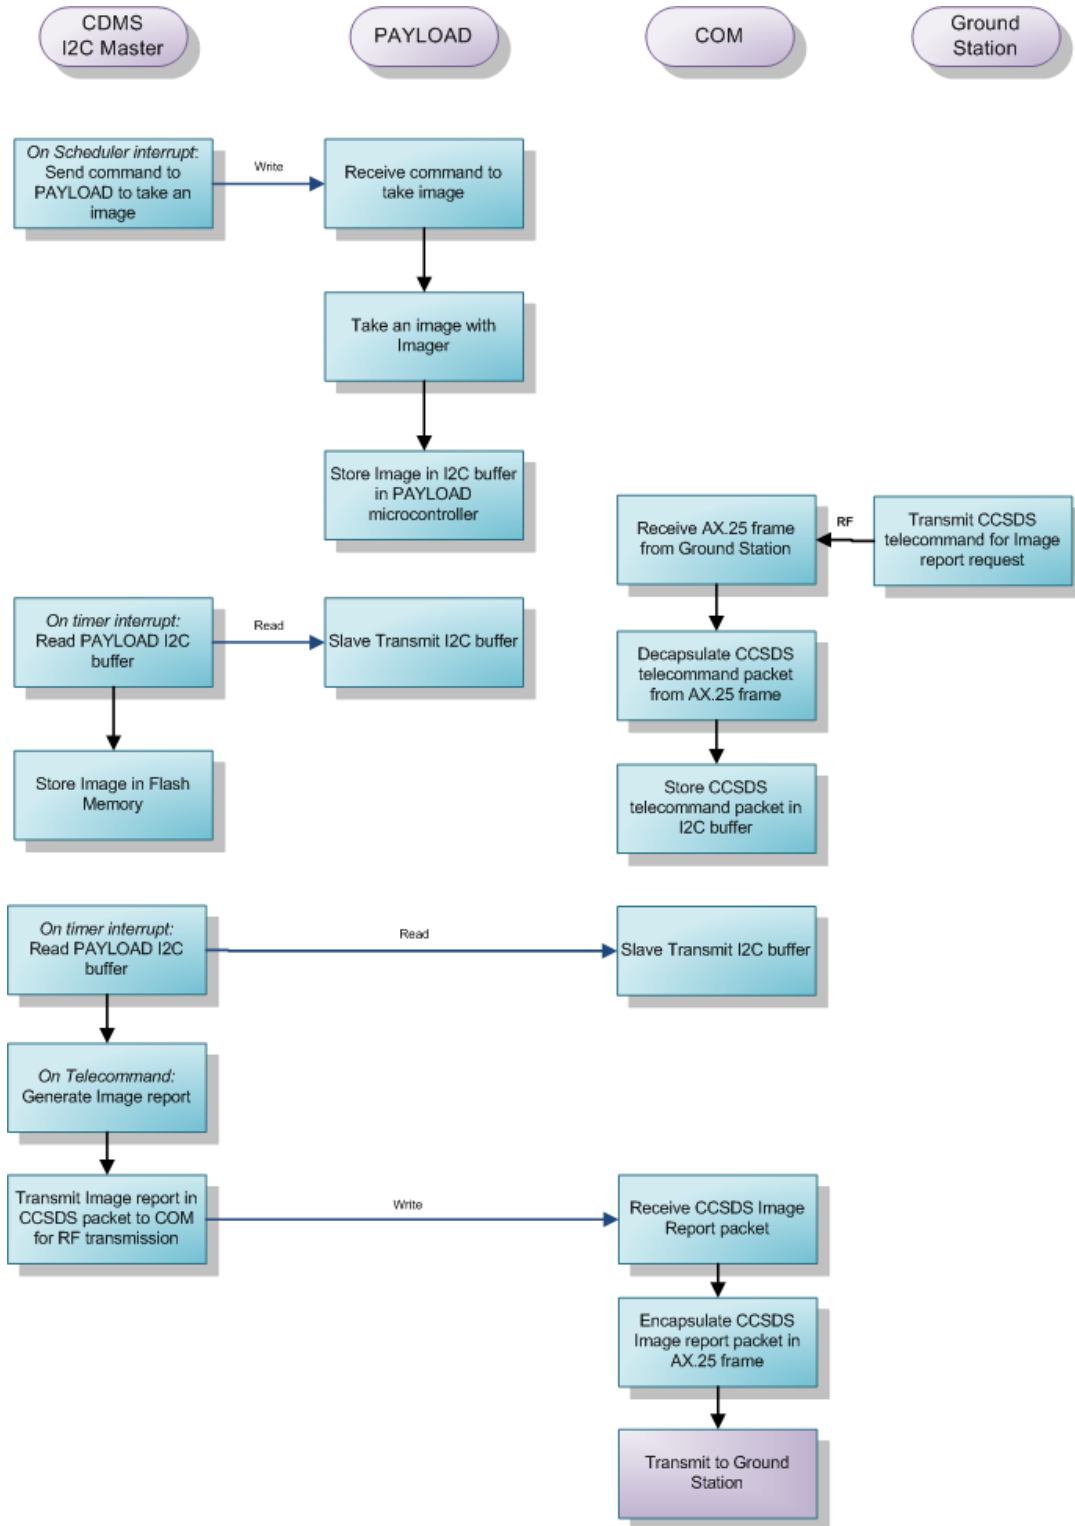 CDMS
I2C Master
PAYLOAD
COM
Ground
Station
On Scheduler interrupt:
Send command to
PAYLOAD to take an
image
Write
Receive command to
take image
Take an image with
Imager
Store Image in I2C buffer
in PAYLOAD
microcontroller
Receive AX.25 frame
from Ground Station
RF
Transmit CCSDS
telecommand for Image
report request
On timer interrupt:
Read PAYLOAD I2C
buffer
Read
Slave Transmit I2C buffer
Decapsulate CCSDS
telecommand packet
from AX.25 frame
Store Image in Flash
Memory
Store CCSDS
telecommand packet in
I2C buffer
On timer interrupt:
Read PAYLOAD I2C
buffer
Read
Slave Transmit I2C buffer
On Telecommand:
Generate Image report
Transmit Image report in
CCSDS packet to COM
for RF transmission
Write
Receive CCSDS Image
Report packet
Encapsulate CCSDS
Image report packet in
AX.25 frame
Transmit to Ground
Station